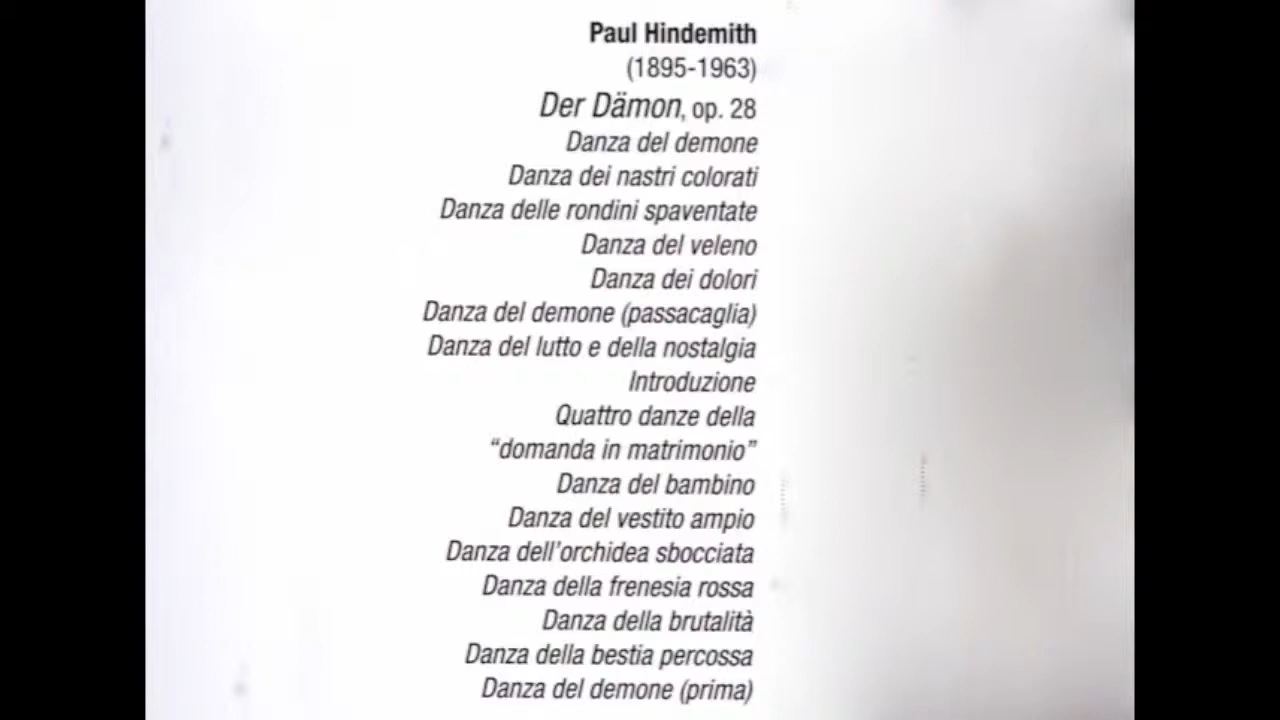 Paul Hindemith
(1895-1963)
Der Dämon, op. 28
Danza del demone
Danza dei nastri colorati
Danza delle rondini spaventate
Danza del veleno
Danza dei dolori
Danza del demone (passacaglia)
Danza del lutto e della nostalgia
Introduzione
Quattro danze della
“domanda in matrimonio”
Danza del bambino
Danza del vestito ampio
Danza dell’orchidea sbocciata
Danza della frenesia rossa
Danza della brutalità
Danza della bestia percossa
Danza del demone (prima)